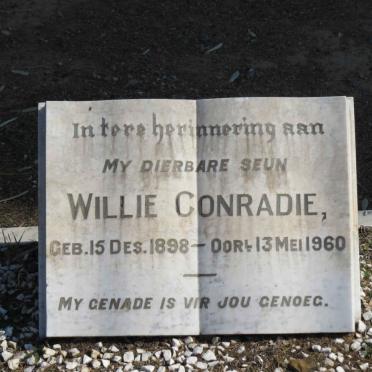 In tere herinnering aan
MY DIERBARE SEUN
WILLIE CONRADIE,
GEB. 15 DES. 1898 — OORL 13 MEI 1960
MY GENADE IS VIR JOU GENOEG.